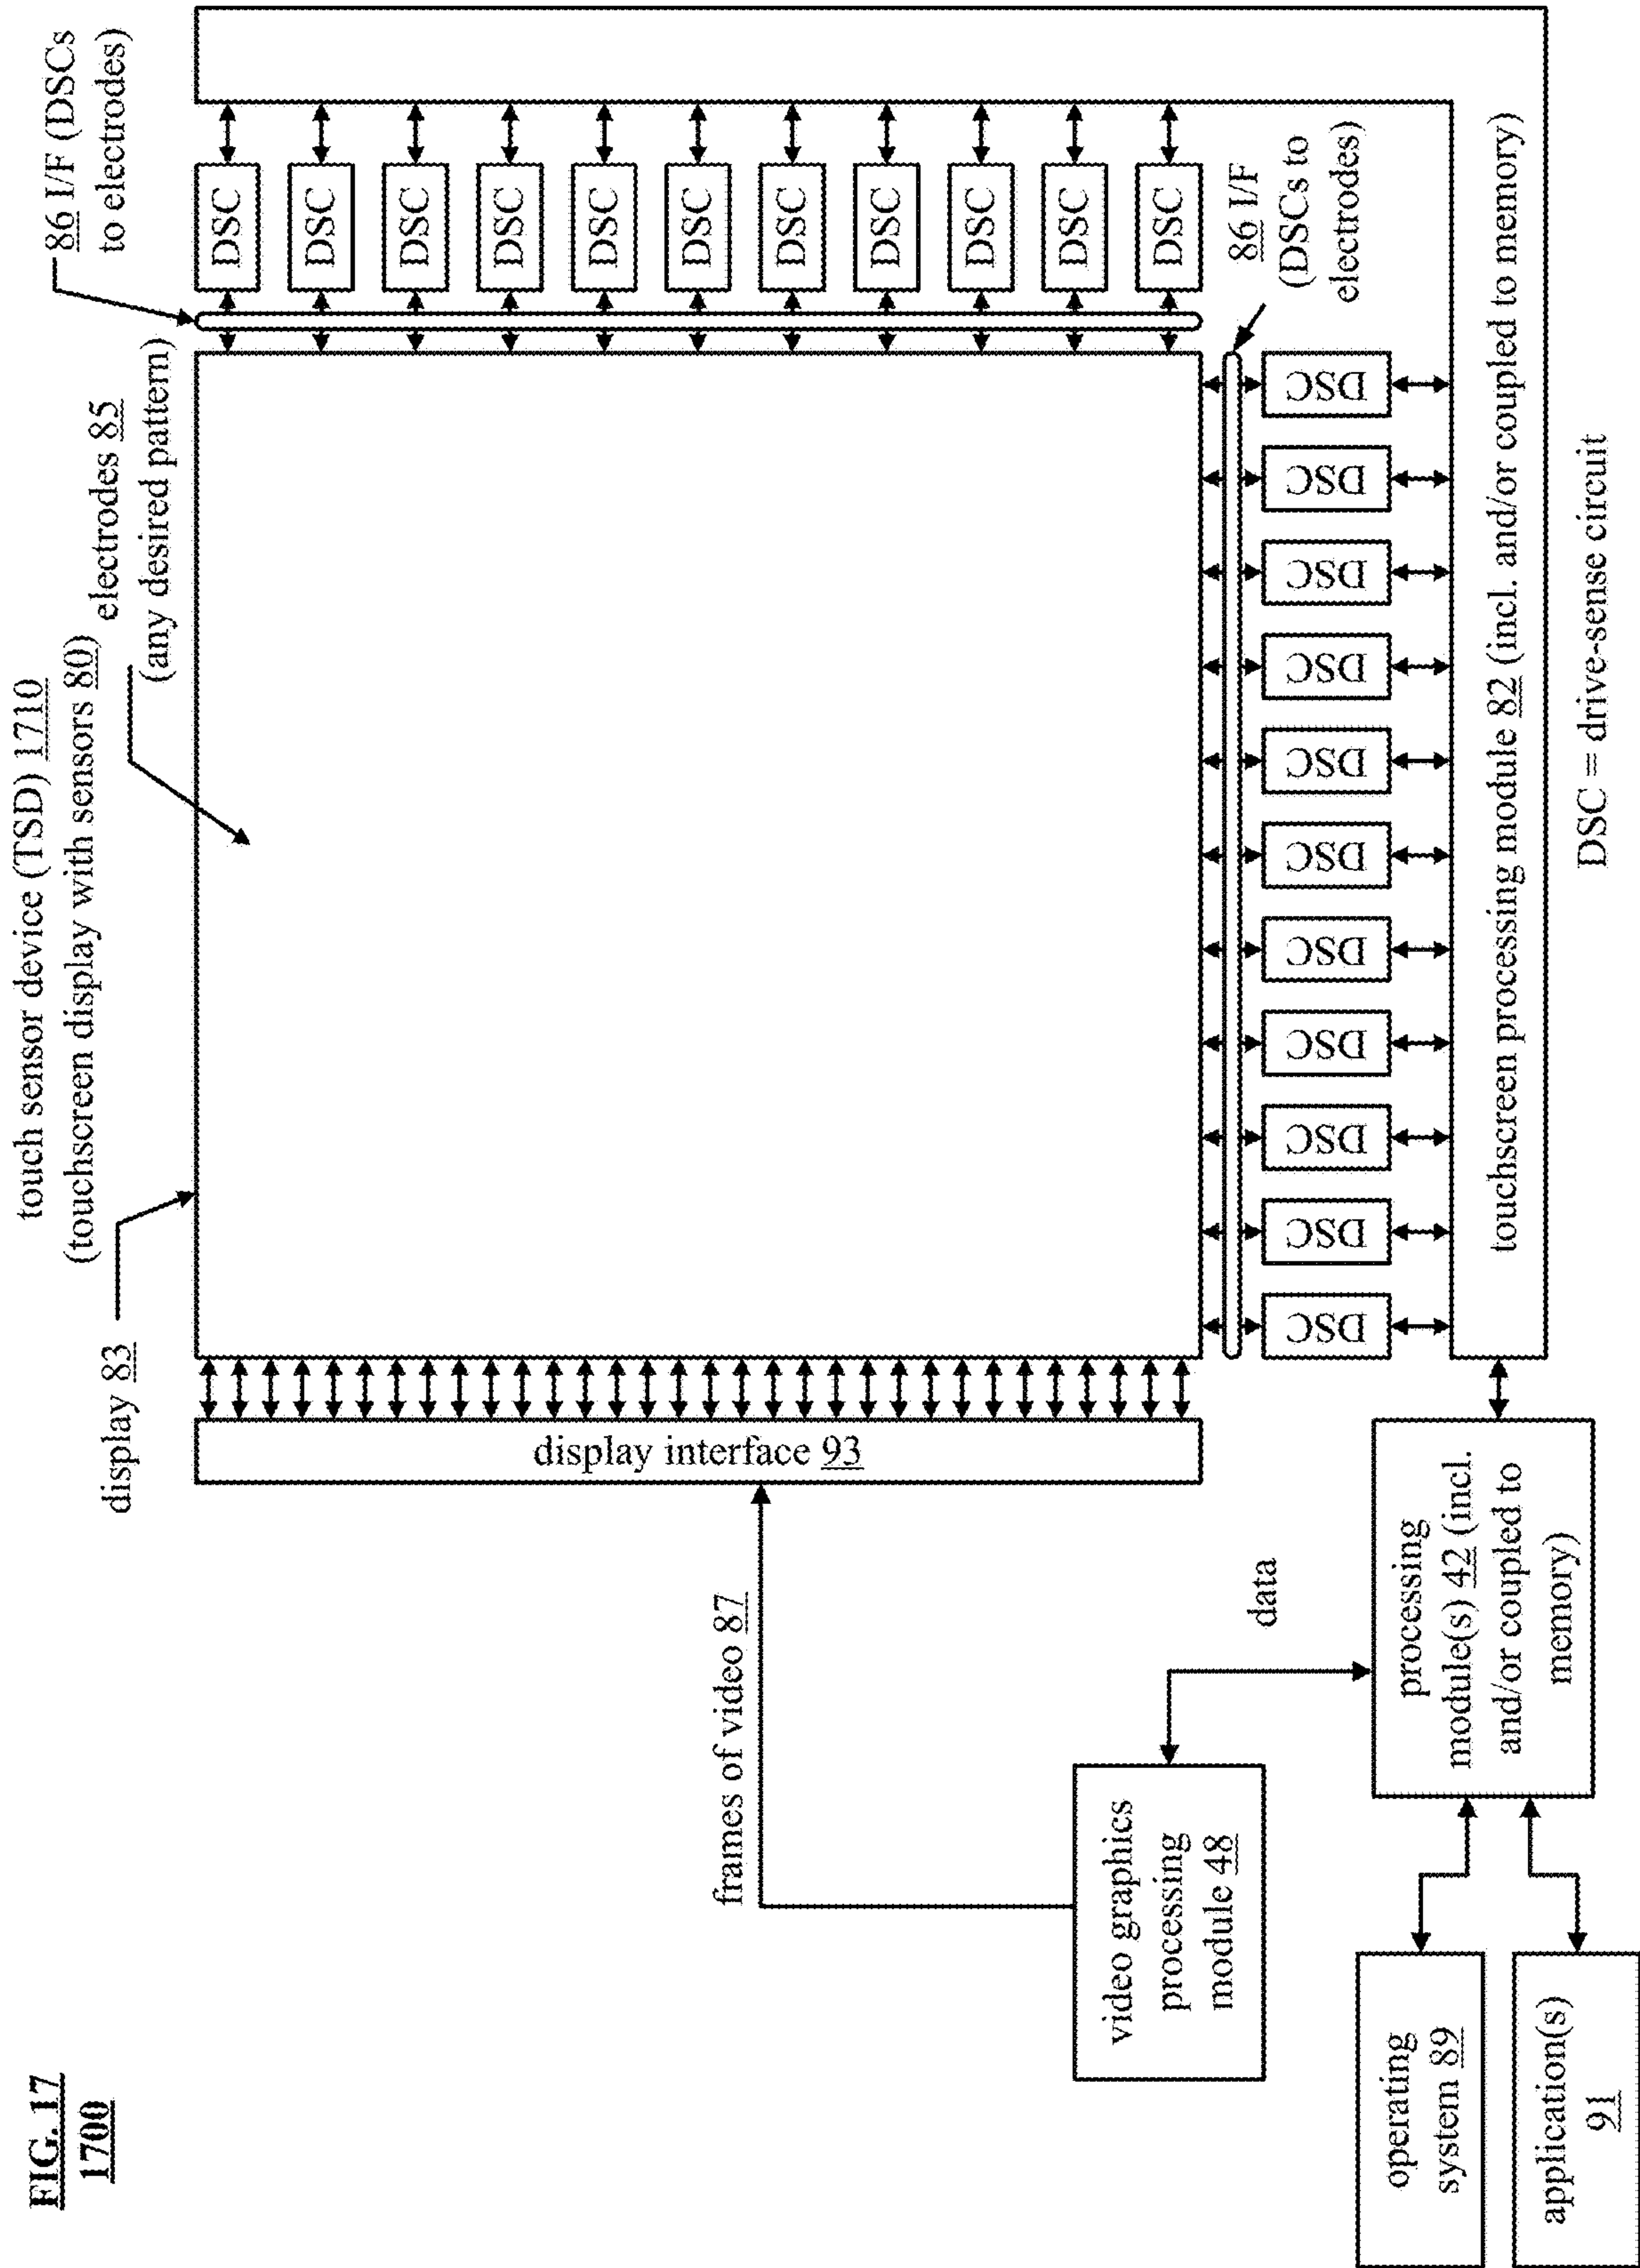 FIG. 17
1700
touch sensor device (TSD) 1710
(touchscreen display with sensors 80)
display 83
electrodes 85
(any desired pattern)
86 I/F (DSCs
to electrodes)
DSC
DSC
DSC
DSC
DSC
DSC
DSC
DSC
DSC
DSC
DSC
display interface 93
frames of video 87
video graphics
processing
module 48
data
86 I/F
(DSCs to
electrodes)
DSC
DSC
DSC
DSC
DSC
DSC
DSC
DSC
DSC
DSC
DSC
operating
system 89
application(s)
91
processing
module(s) 42 (incl.
and/or coupled to
memory)
touchscreen processing module 82 (incl. and/or coupled to memory)
DSC = drive-sense circuit